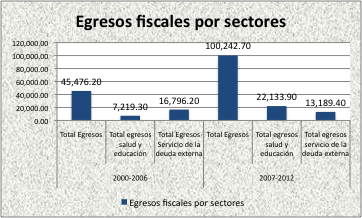 Egresos fiscales por sectores
120,000.00
100,000.00
80,000.00
60,000.00
40,000.00
20,000.00
0.00
45,476.20
7,219.30
16,796.20
100,242.70
22,133.90
13,189.40
Total Egresos
Total egresos
salud y
educación
Total egresos
Servicio de la
deuda externa
Total Egresos
Total egresos
salud y
educación
Total egresos
servicio de la
deuda externa
2000-2006
2007-2012
Egresos fiscales por sectores